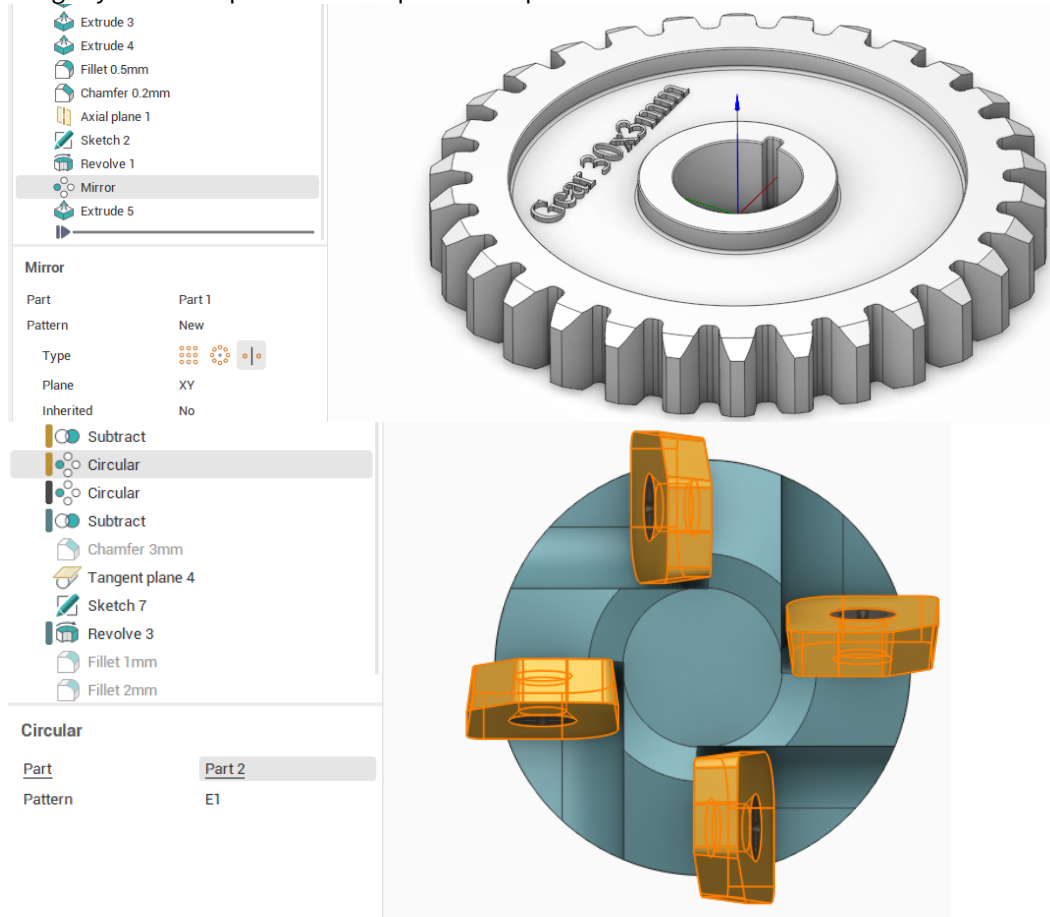 Extrude 3
Extrude 4
Fillet 0.5mm
Chamfer 0.2mm
Axial plane 1
Sketch 2
Revolve 1
Mirror
Extrude 5
Mirror
Part Part 1
Pattern New
Type
Plane XY
Inherited No
Gear 30x3mm
Subtract
Circular
Circular
Subtract
Chamfer 3mm
Tangent plane 4
Sketch 7
Revolve 3
Fillet 1mm
Fillet 2mm
Circular
Part Part 2
Pattern E1